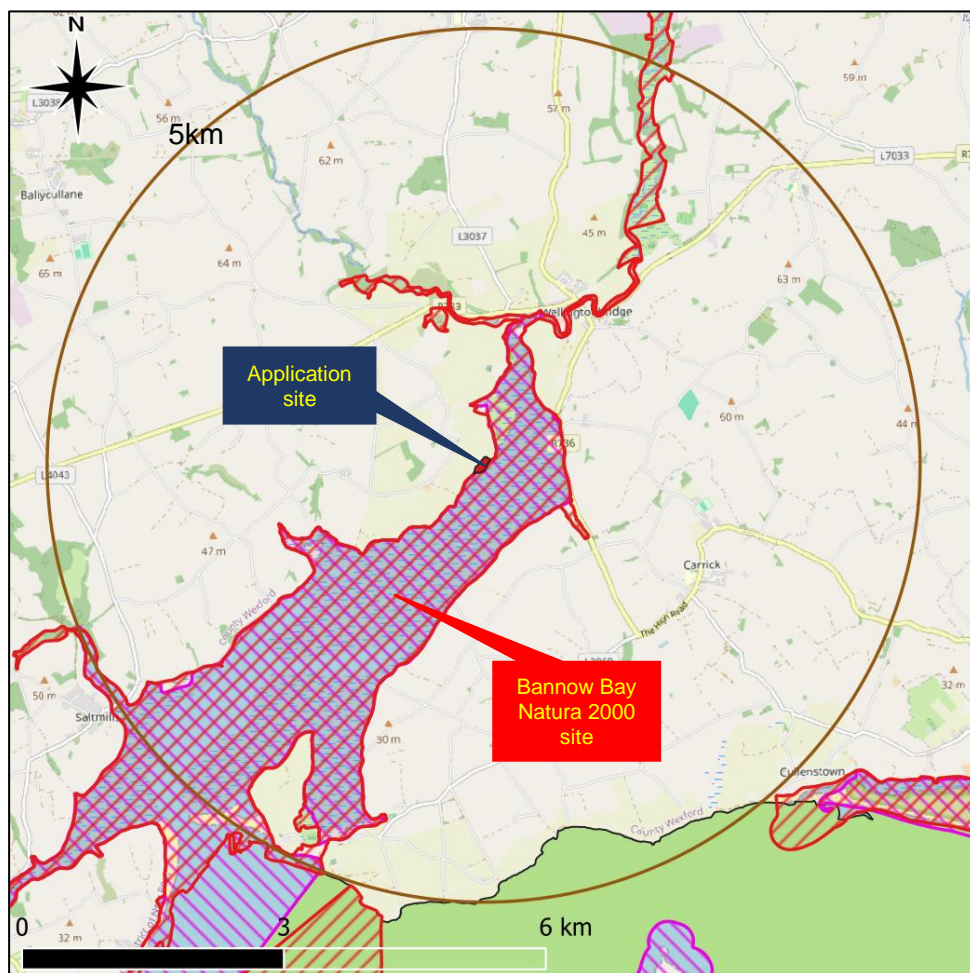 N
59 m
L3038
56 m
57 m
5km
L7033
62 m
Ballycullane
L3037
45 m
65 m
64 m
63 m
Application
site
60 m
44 m
R736
L4043
47 m
Carrick
County Wexford
The High Road
Bannow Bay
Natura 2000
site
32 m
50 m
Saltmills
30 m
Cullenstown
County Wexford
32 m
0 3 6 km